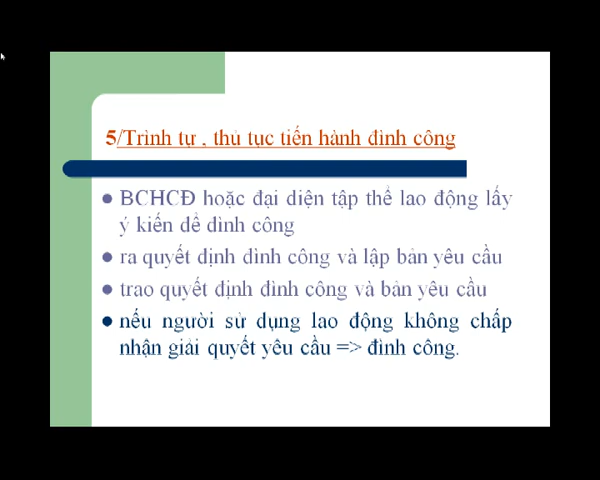 5/Trình tự , thủ tục tiến hành đình công
BCHCĐ hoặc đại diện tập thể lao động lấy
ý kiến để đình công
ra quyết định đình công và lập bản yêu cầu
trao quyết định đình công và bản yêu cầu
nếu người sử dụng lao động không chấp
nhận giải quyết yêu cầu => đình công.